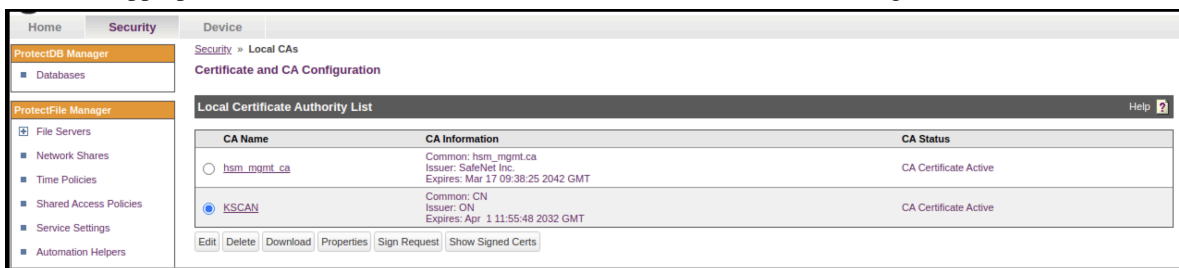 Home Security Device
ProtectDB Manager
Databases
ProtectFile Manager
File Servers
Network Shares
Time Policies
Shared Access Policies
Service Settings
Automation Helpers
Security » Local CAs
Certificate and CA Configuration
Local Certificate Authority List Help ?
CA Name CA Information CA Status
hsm_mgmt_ca Common: hsm_mgmt.ca CA Certificate Active
Issuer: SafeNet Inc.
Expires: Mar 17 09:38:25 2042 GMT
KSCAN Common: CN CA Certificate Active
Issuer: ON
Expires: Apr 1 11:55:48 2032 GMT
Edit Delete Download Properties Sign Request Show Signed Certs